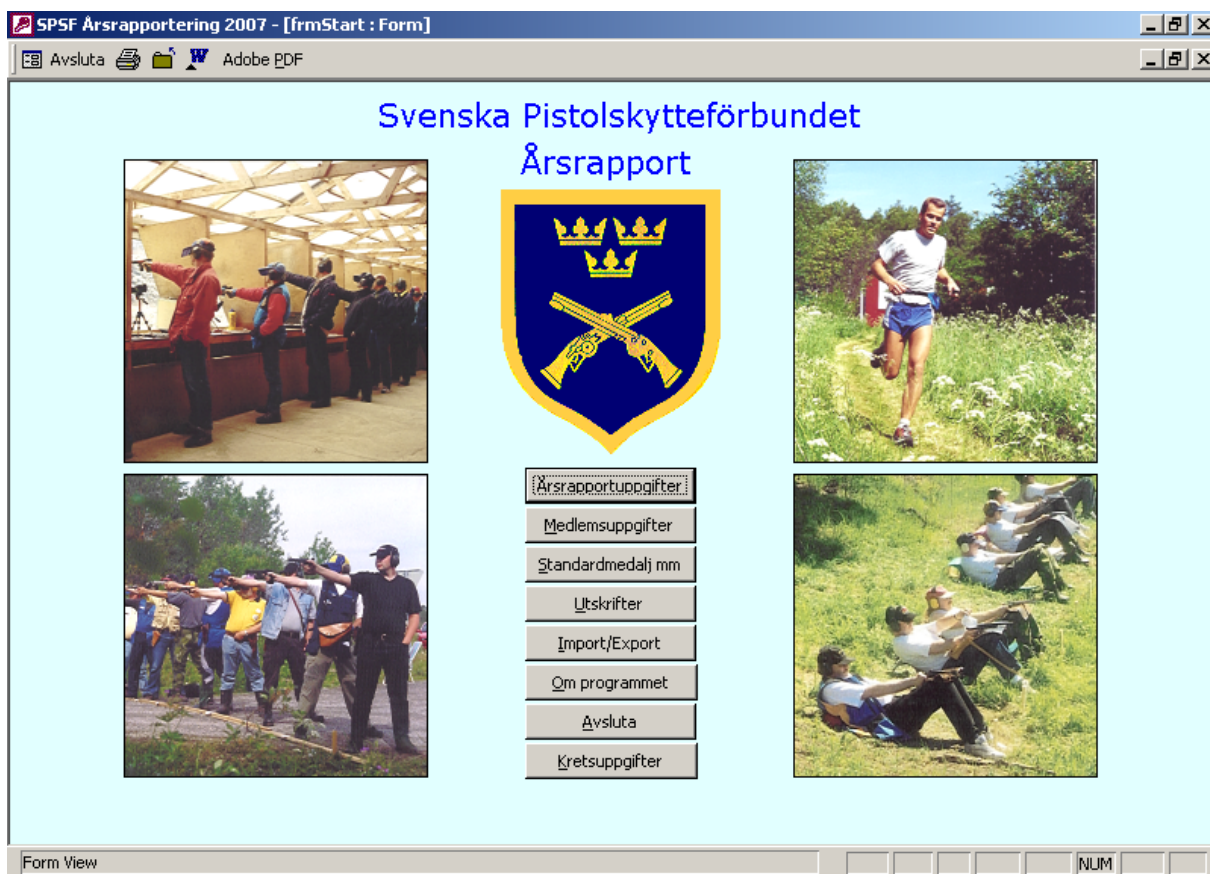 SPSF Årsrapportering 2007 - [frmStart : Form]
Avsluta Adobe PDF
Svenska Pistolskytteförbundet
Årsrapport
Årsrapportuppgifter
Medlemsuppgifter
Standardmedalj mm
Utskrifter
Import/Export
Om programmet
Avsluta
Kretsuppgifter
Form View NUM